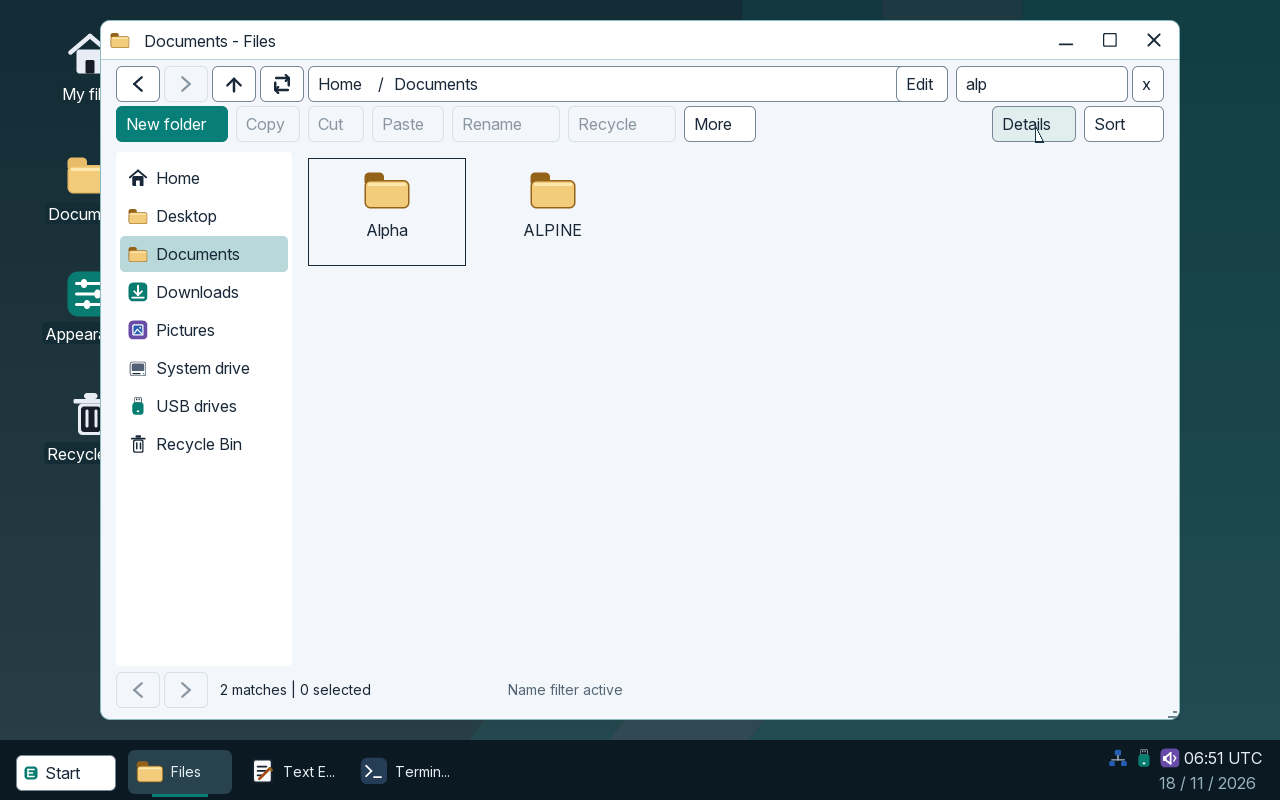 Documents - Files
Home / Documents
Edit
alp
x
New folder
Copy
Cut
Paste
Rename
Recycle
More
Details
Sort
Home
Desktop
Documents
Downloads
Pictures
System drive
USB drives
Recycle Bin
Alpha
ALPINE
2 matches | 0 selected
Name filter active
My fil
Docum
Appeara
Recycle
Start
Files
Text E...
Termin...
06:51 UTC
18 / 11 / 2026